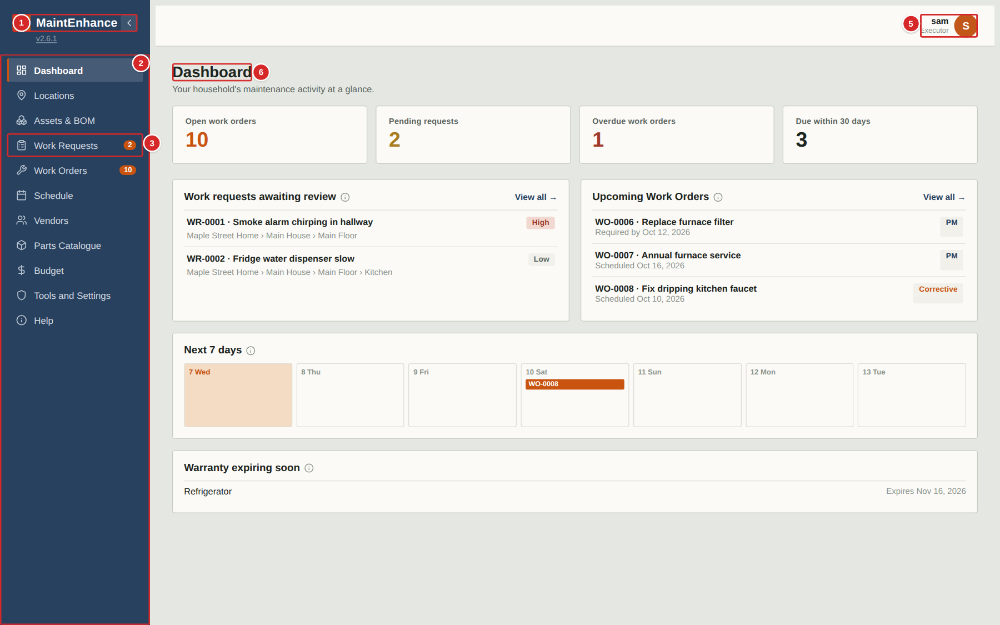 1
MaintEnhance
v2.6.1
2
Dashboard
Locations
Assets & BOM
Work Requests 2
3
Work Orders 10
Schedule
Vendors
Parts Catalogue
Budget
Tools and Settings
Help
5
sam
Executor
S
Dashboard
6
Your household's maintenance activity at a glance.
Open work orders
10
Pending requests
2
Overdue work orders
1
Due within 30 days
3
Work requests awaiting review
View all →
WR-0001 · Smoke alarm chirping in hallway
High
Maple Street Home › Main House › Main Floor
WR-0002 · Fridge water dispenser slow
Low
Maple Street Home › Main House › Main Floor › Kitchen
Upcoming Work Orders
View all →
WO-0006 · Replace furnace filter
PM
Required by Oct 12, 2026
WO-0007 · Annual furnace service
PM
Scheduled Oct 16, 2026
WO-0008 · Fix dripping kitchen faucet
Corrective
Scheduled Oct 10, 2026
Next 7 days
7 Wed
8 Thu
9 Fri
10 Sat
WO-0008
11 Sun
12 Mon
13 Tue
Warranty expiring soon
Refrigerator
Expires Nov 16, 2026